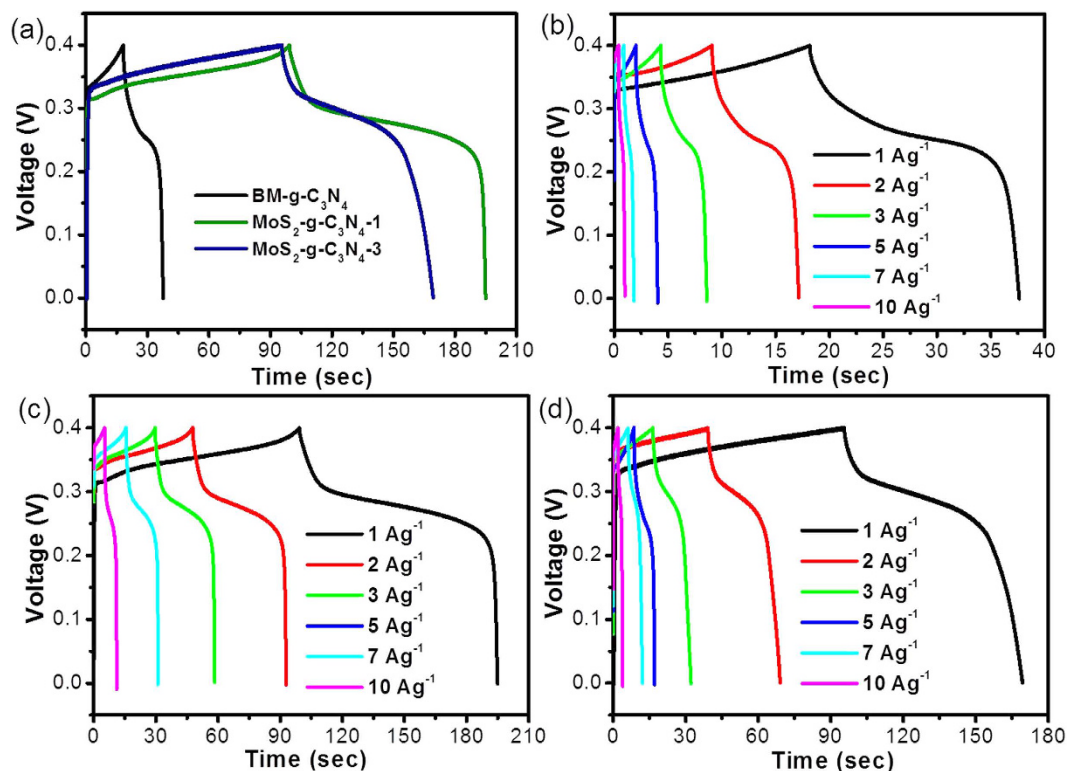 (a)
Voltage (V)
0.4
0.3
0.2
0.1
0.0
BM-g-C₃N₄
MoS₂-g-C₃N₄-1
MoS₂-g-C₃N₄-3
0 30 60 90 120 150 180 210
Time (sec)
(b)
Voltage (V)
0.4
0.3
0.2
0.1
0.0
1 Ag⁻¹
2 Ag⁻¹
3 Ag⁻¹
5 Ag⁻¹
7 Ag⁻¹
10 Ag⁻¹
0 5 10 15 20 25 30 35 40
Time (sec)
(c)
Voltage (V)
0.4
0.3
0.2
0.1
0.0
1 Ag⁻¹
2 Ag⁻¹
3 Ag⁻¹
5 Ag⁻¹
7 Ag⁻¹
10 Ag⁻¹
0 30 60 90 120 150 180 210
Time (sec)
(d)
Voltage (V)
0.4
0.3
0.2
0.1
0.0
1 Ag⁻¹
2 Ag⁻¹
3 Ag⁻¹
5 Ag⁻¹
7 Ag⁻¹
10 Ag⁻¹
0 30 60 90 120 150 180
Time (sec)